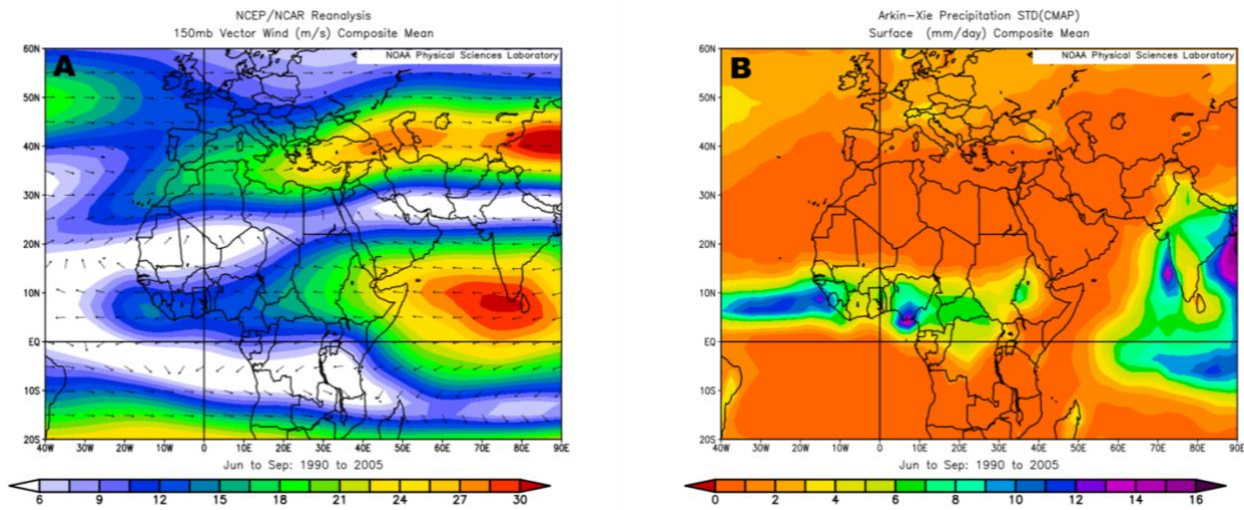 NCEP/NCAR Reanalysis
150mb Vector Wind (m/s) Composite Mean
NOAA Physical Sciences Laboratory
A
60N
50N
40N
30N
20N
10N
EQ
10S
20S
40W 30W 20W 10W 0 10E 20E 30E 40E 50E 60E 70E 80E 90E
Jun to Sep: 1990 to 2005
6 9 12 15 18 21 24 27 30
Arkin-Xie Precipitation STD(CMAP)
Surface (mm/day) Composite Mean
NOAA Physical Sciences Laboratory
B
60N
50N
40N
30N
20N
10N
EQ
10S
20S
40W 30W 20W 10W 0 10E 20E 30E 40E 50E 60E 70E 80E 90E
Jun to Sep: 1990 to 2005
0 2 4 6 8 10 12 14 16